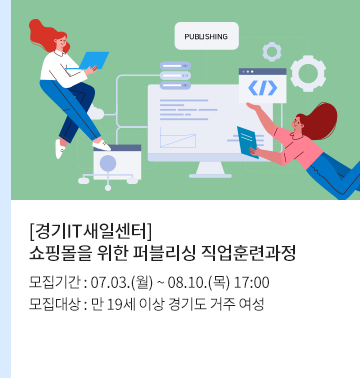 PUBLISHING
</>
[경기IT새일센터]
쇼핑몰을 위한 퍼블리싱 직업훈련과정
모집기간 : 07.03.(월) ~ 08.10.(목) 17:00
모집대상 : 만 19세 이상 경기도 거주 여성